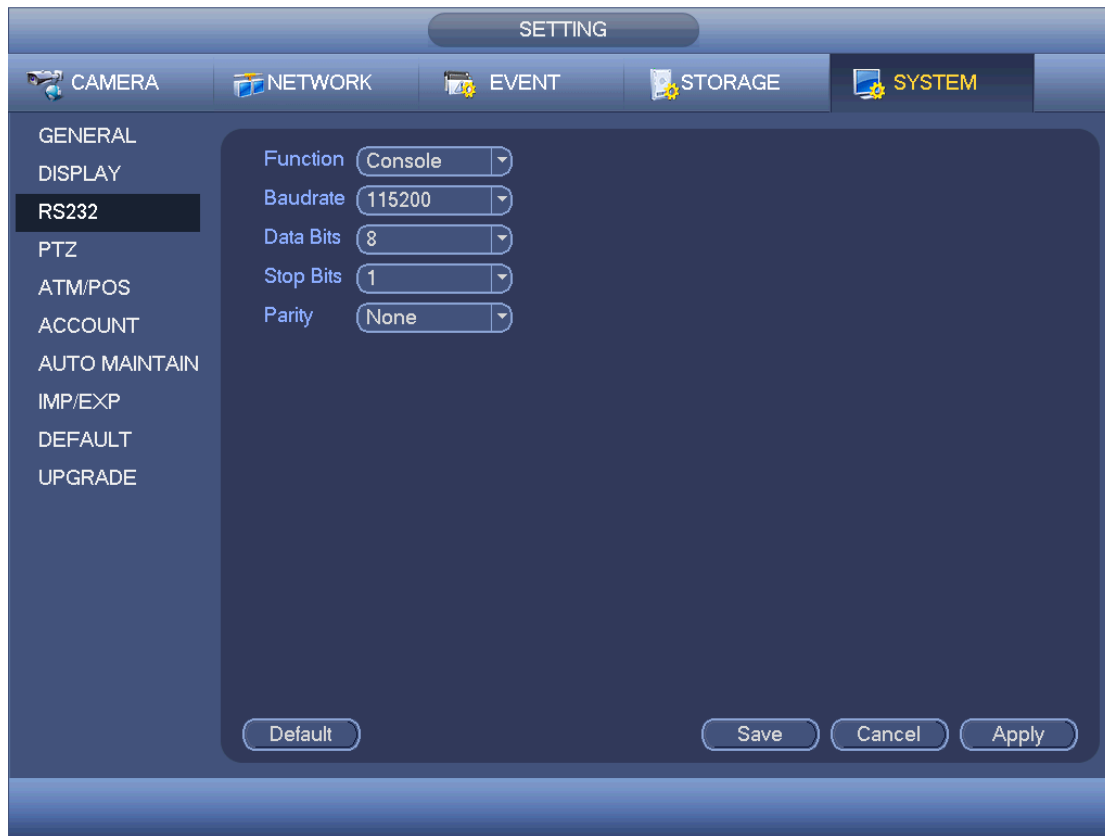 SETTING
CAMERA NETWORK EVENT STORAGE SYSTEM
GENERAL
DISPLAY
RS232
PTZ
ATM/POS
ACCOUNT
AUTO MAINTAIN
IMP/EXP
DEFAULT
UPGRADE
Function Console
Baudrate 115200
Data Bits 8
Stop Bits 1
Parity None
Default Save Cancel Apply